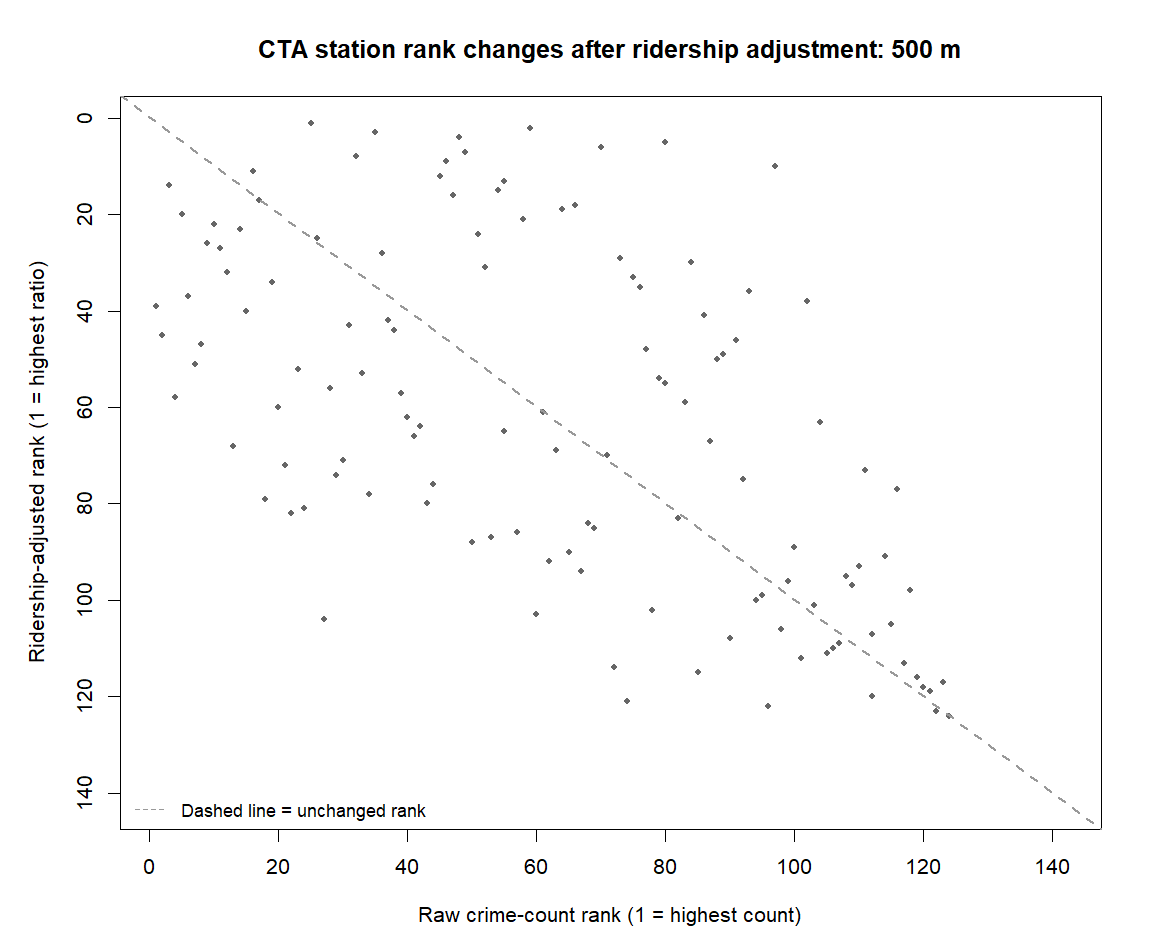 CTA station rank changes after ridership adjustment: 500 m
Ridership-adjusted rank (1 = highest ratio)
0
20
40
60
80
100
120
140
Dashed line = unchanged rank
0 20 40 60 80 100 120 140
Raw crime-count rank (1 = highest count)